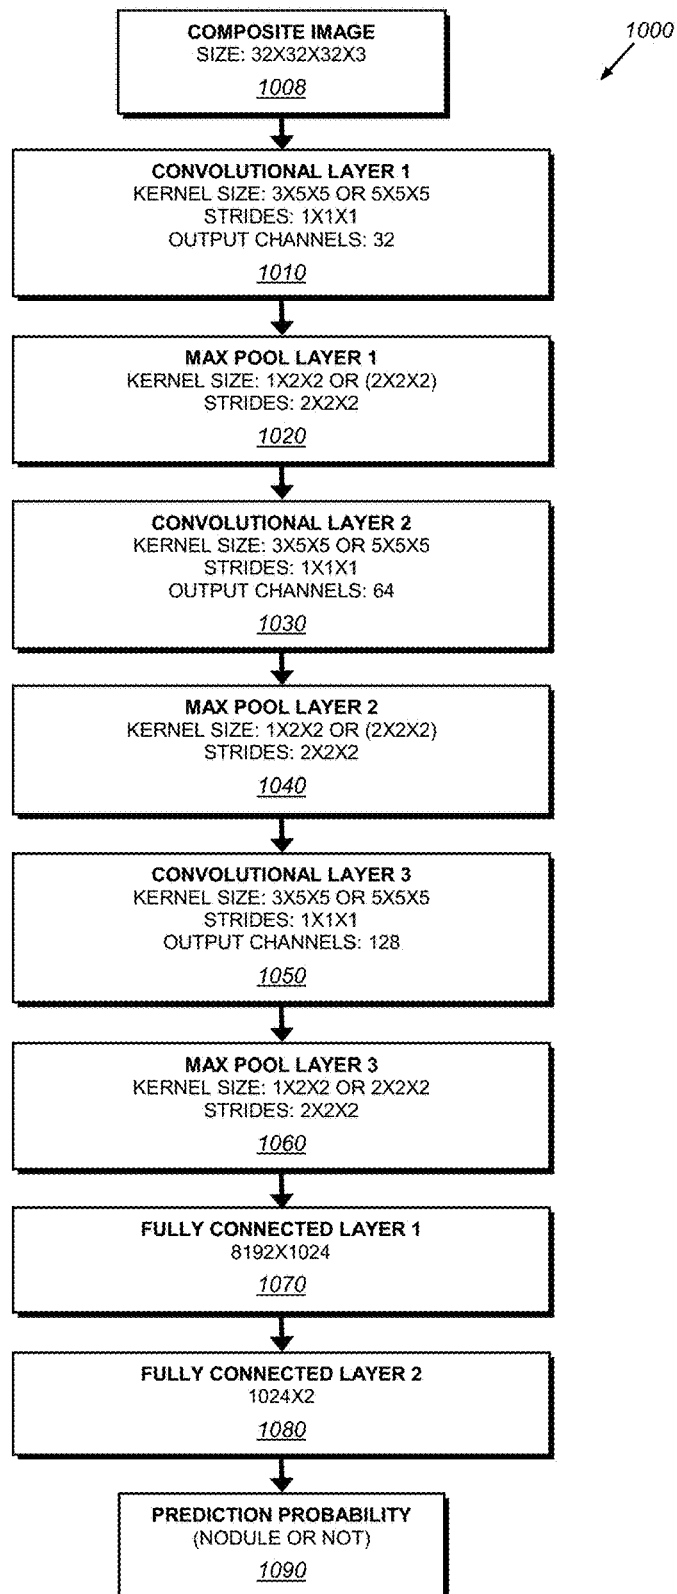 1000
COMPOSITE IMAGE
SIZE: 32X32X32X3
1008
CONVOLUTIONAL LAYER 1
KERNEL SIZE: 3X5X5 OR 5X5X5
STRIDES: 1X1X1
OUTPUT CHANNELS: 32
1010
MAX POOL LAYER 1
KERNEL SIZE: 1X2X2 OR (2X2X2)
STRIDES: 2X2X2
1020
CONVOLUTIONAL LAYER 2
KERNEL SIZE: 3X5X5 OR 5X5X5
STRIDES: 1X1X1
OUTPUT CHANNELS: 64
1030
MAX POOL LAYER 2
KERNEL SIZE: 1X2X2 OR (2X2X2)
STRIDES: 2X2X2
1040
CONVOLUTIONAL LAYER 3
KERNEL SIZE: 3X5X5 OR 5X5X5
STRIDES: 1X1X1
OUTPUT CHANNELS: 128
1050
MAX POOL LAYER 3
KERNEL SIZE: 1X2X2 OR 2X2X2
STRIDES: 2X2X2
1060
FULLY CONNECTED LAYER 1
8192X1024
1070
FULLY CONNECTED LAYER 2
1024X2
1080
PREDICTION PROBABILITY
(NODULE OR NOT)
1090